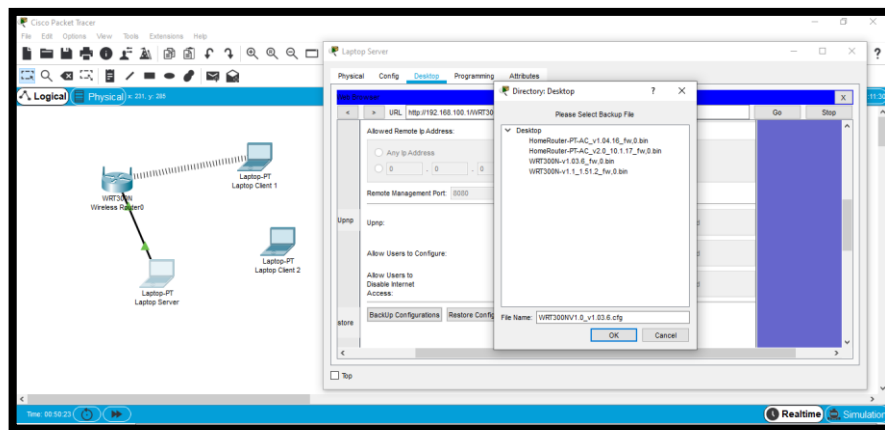 Cisco Packet Tracer
File Edit Options View Tools Extensions Help
Logical Physical x: 231, y: 285
WRT300N
Wireless Router0
Laptop-PT
Laptop Client 1
Laptop-PT
Laptop Client 2
Laptop-PT
Laptop Server
Laptop Server
Physical Config Desktop Programming Attributes
X
< > URL http://192.168.100.1/WRT30 Go Stop
Allowed Remote Ip Address:
Any Ip Address
0 . 0 . 0
Remote Management Port: 8080
Upnp Upnp:
Allow Users to Configure:
Allow Users to
Disable Internet
Access:
store BackUp Configurations Restore Config
Top
Directory: Desktop ? X
Please Select Backup File
Desktop
HomeRouter-PT-AC_v1.04.16_fw,0.bin
HomeRouter-PT-AC_v2.0_10.1.17_fw,0.bin
WRT300N-v1.03.6_fw,0.bin
WRT300N-v1.1_1.51.2_fw,0.bin
File Name: WRT300NV1.0_v1.03.6.cfg
OK Cancel
Time: 00:50:23 Realtime Simulation